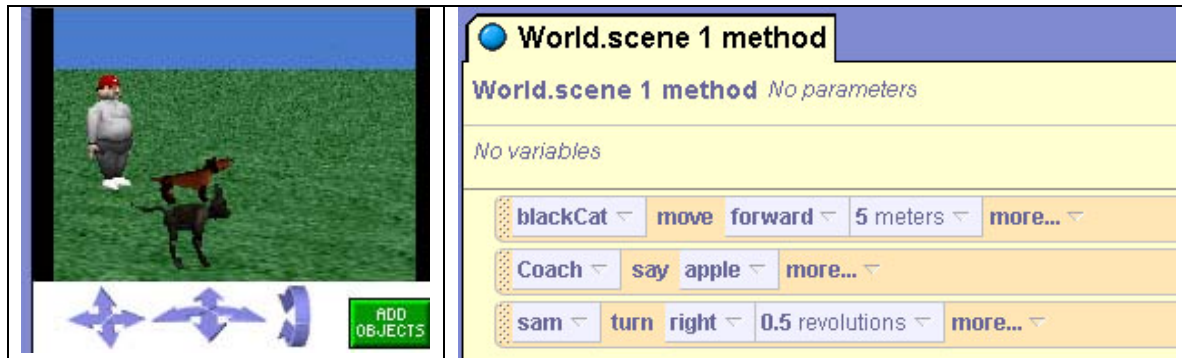 ADD
OBJECTS
World.scene 1 method
World.scene 1 method No parameters
No variables
blackCat move forward 5 meters more...
Coach say apple more...
sam turn right 0.5 revolutions more...